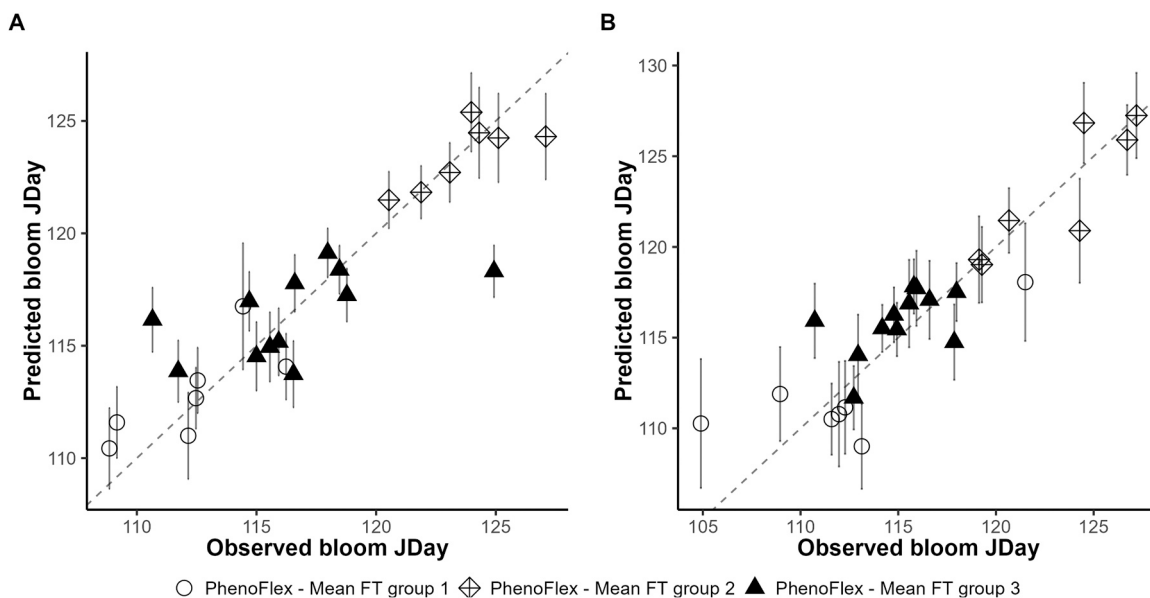 A
B
Predicted bloom JDay
125
120
115
110
110
115
120
125
Observed bloom JDay
Predicted bloom JDay
130
125
120
115
110
105
110
115
120
125
Observed bloom JDay
PhenoFlex - Mean FT group 1
PhenoFlex - Mean FT group 2
PhenoFlex - Mean FT group 3